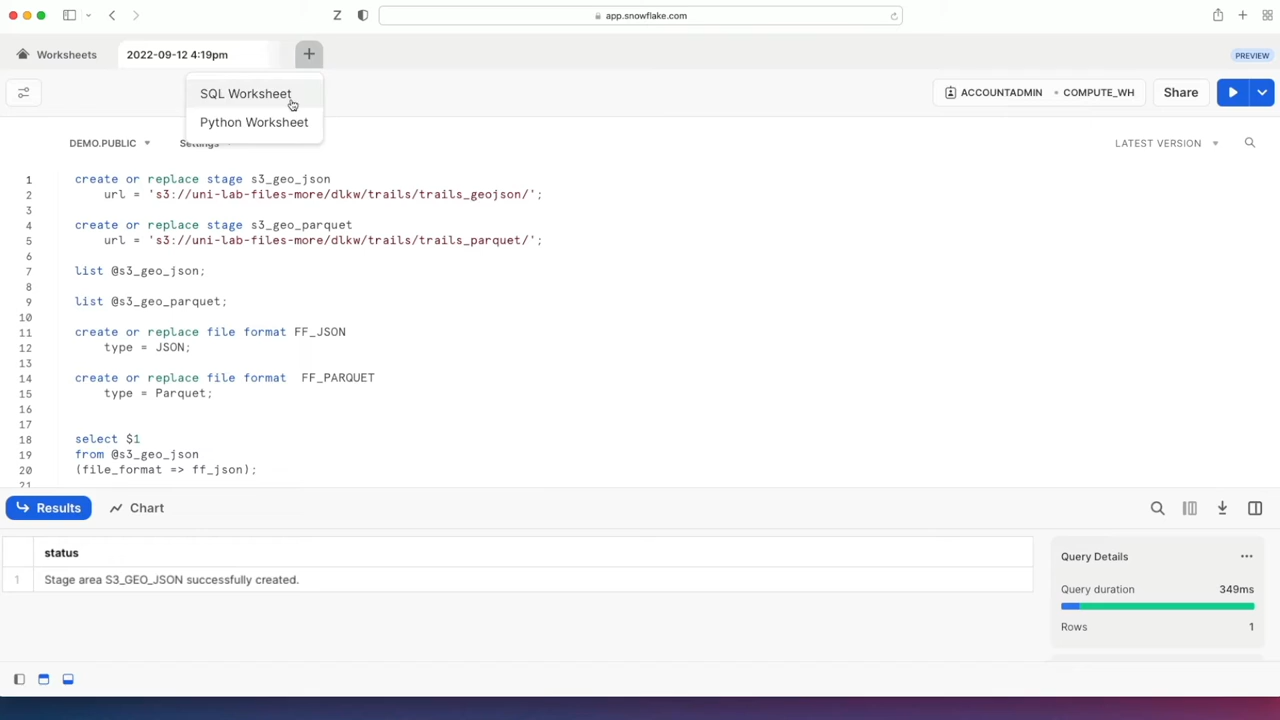 Z
app.snowflake.com
Worksheets
2022-09-12 4:19pm
+
PREVIEW
SQL Worksheet
Python Worksheet
ACCOUNTADMIN • COMPUTE_WH
Share
DEMO.PUBLIC
Settings
LATEST VERSION
1 create or replace stage s3_geo_json
2 url = 's3://uni-lab-files-more/dlkw/trails/trails_geojson/';
3
4 create or replace stage s3_geo_parquet
5 url = 's3://uni-lab-files-more/dlkw/trails/trails_parquet/';
6
7 list @s3_geo_json;
8
9 list @s3_geo_parquet;
10
11 create or replace file format FF_JSON
12 type = JSON;
13
14 create or replace file format FF_PARQUET
15 type = Parquet;
16
17
18 select $1
19 from @s3_geo_json
20 (file_format => ff_json);
21
Results
Chart
status
1 Stage area S3_GEO_JSON successfully created.
Query Details
...
Query duration 349ms
Rows 1